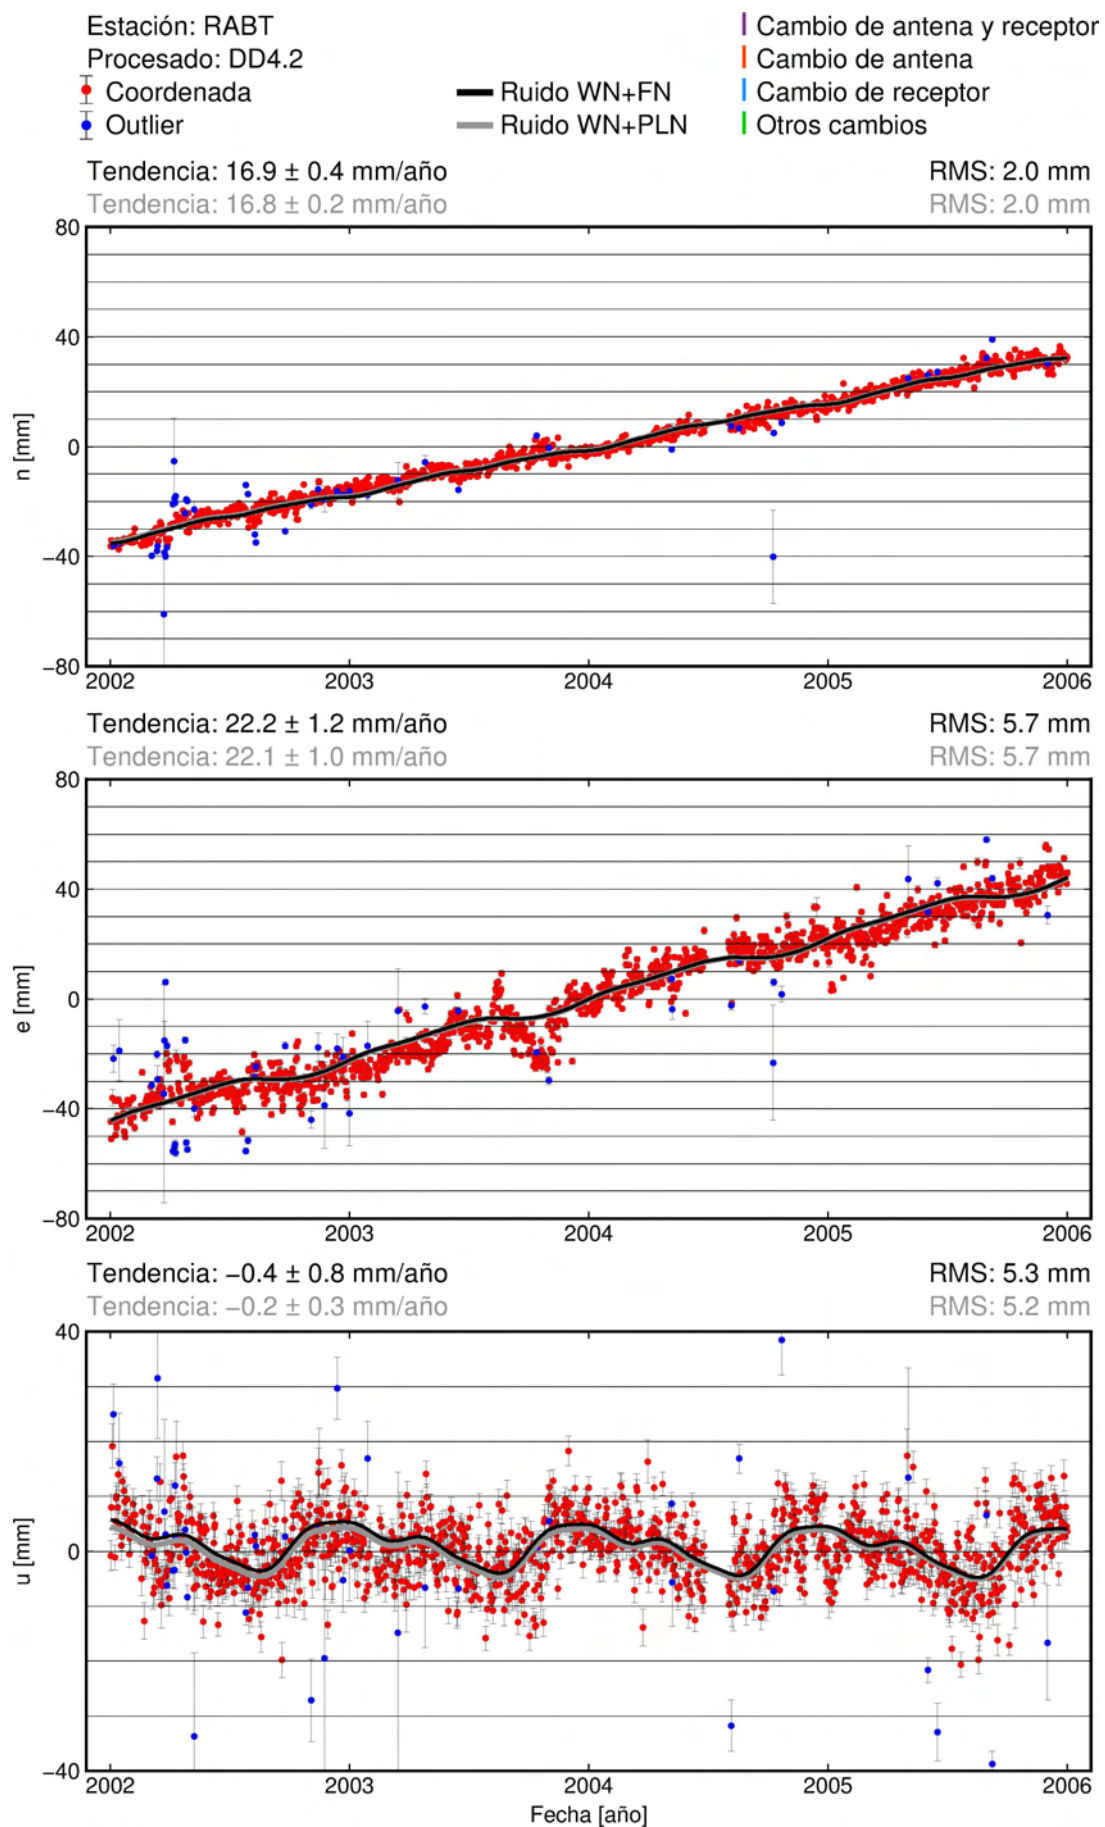 Estación: RABT
Procesado: DD4.2
Coordenada
Outlier
Ruido WN+FN
Ruido WN+PLN
Cambio de antena y receptor
Cambio de antena
Cambio de receptor
Otros cambios
Tendencia: 16.9 ± 0.4 mm/año RMS: 2.0 mm
Tendencia: 16.8 ± 0.2 mm/año RMS: 2.0 mm
80
40
0
−40
−80
n [mm]
2002 2003 2004 2005 2006
Tendencia: 22.2 ± 1.2 mm/año RMS: 5.7 mm
Tendencia: 22.1 ± 1.0 mm/año RMS: 5.7 mm
80
40
0
−40
−80
e [mm]
2002 2003 2004 2005 2006
Tendencia: −0.4 ± 0.8 mm/año RMS: 5.3 mm
Tendencia: −0.2 ± 0.3 mm/año RMS: 5.2 mm
40
20
0
−20
−40
u [mm]
2002 2003 2004 2005 2006
Fecha [año]